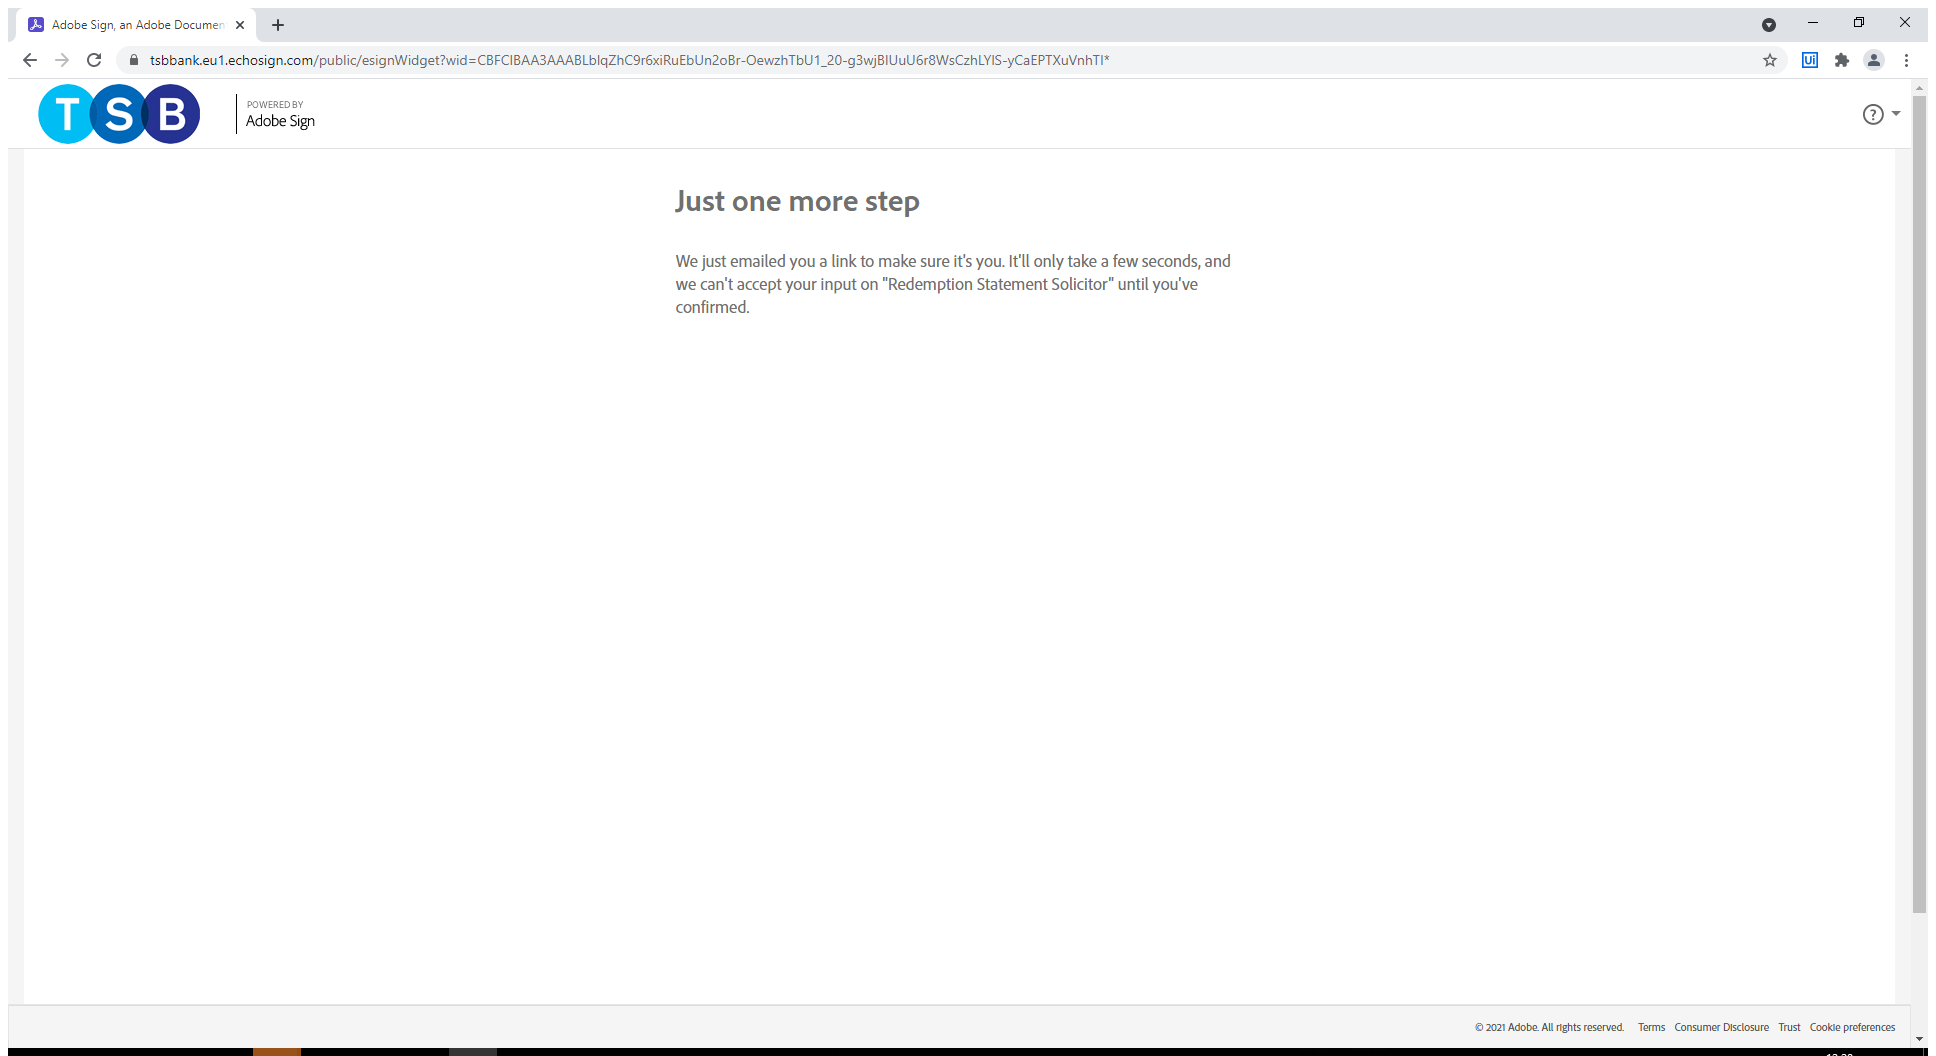 Adobe Sign, an Adobe Documen
tsbbank.eu1.echosign.com/public/esignWidget?wid=CBFCIBAA3AAABLblqZhC9r6xiRuEbUn2oBr-OewzhTbU1_20-g3wjBIUuU6r8WsCzhLYIS-yCaEPTXuVnhTI*
Ui
TSB
POWERED BY
Adobe Sign
?
Just one more step
We just emailed you a link to make sure it's you. It'll only take a few seconds, and
we can't accept your input on "Redemption Statement Solicitor" until you've
confirmed.
© 2021 Adobe. All rights reserved. Terms Consumer Disclosure Trust Cookie preferences